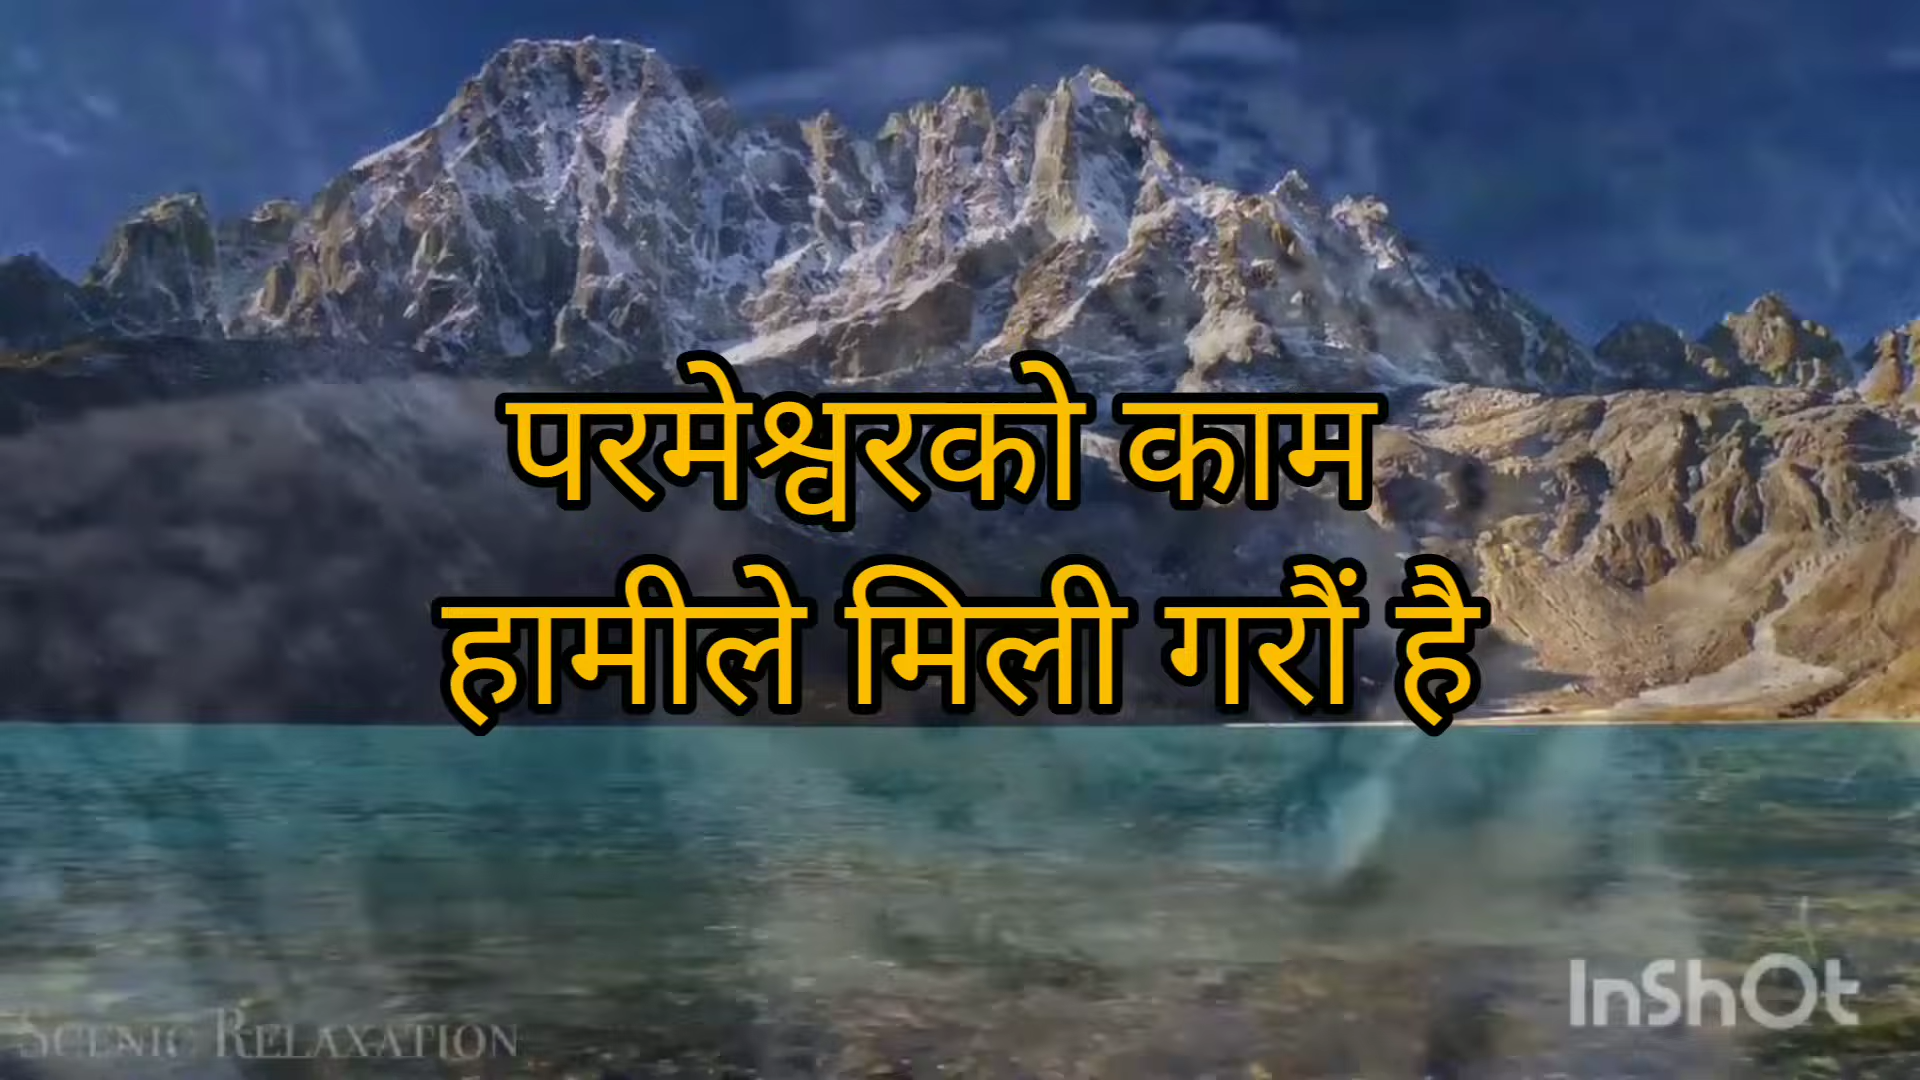 परमेश्वरको काम
हामीले मिली गरौं है
InShOt
SCENIC RELAXATION